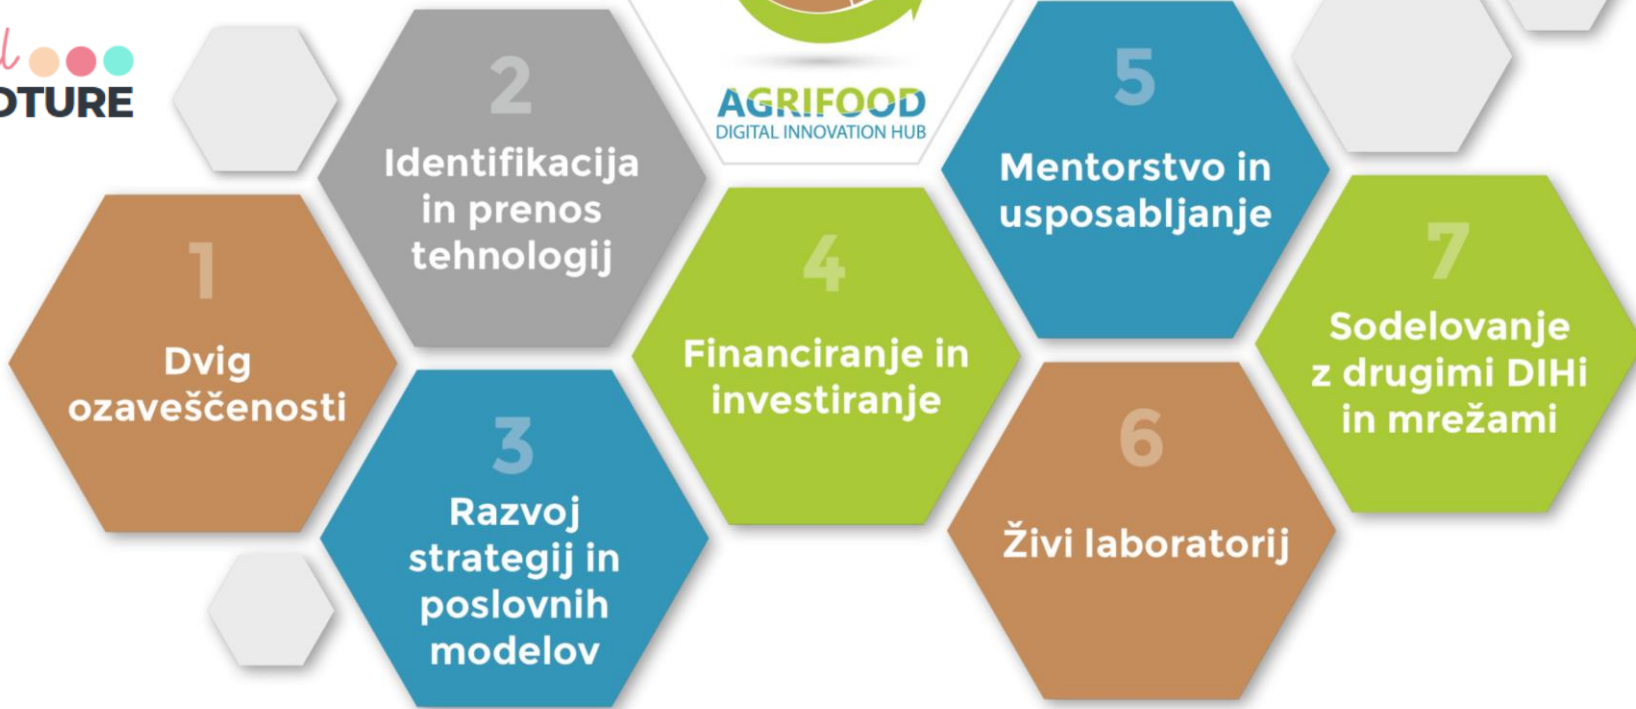 1
Dvig
ozaveščenosti
2
Identifikacija
in prenos
tehnologij
3
Razvoj
strategij in
poslovnih
modelov
AGRIFOOD
DIGITAL INNOVATION HUB
4
Financiranje in
investiranje
5
Mentorstvo in
usposabljanje
6
Živi laboratorij
7
Sodelovanje
z drugimi DIHi
in mrežami